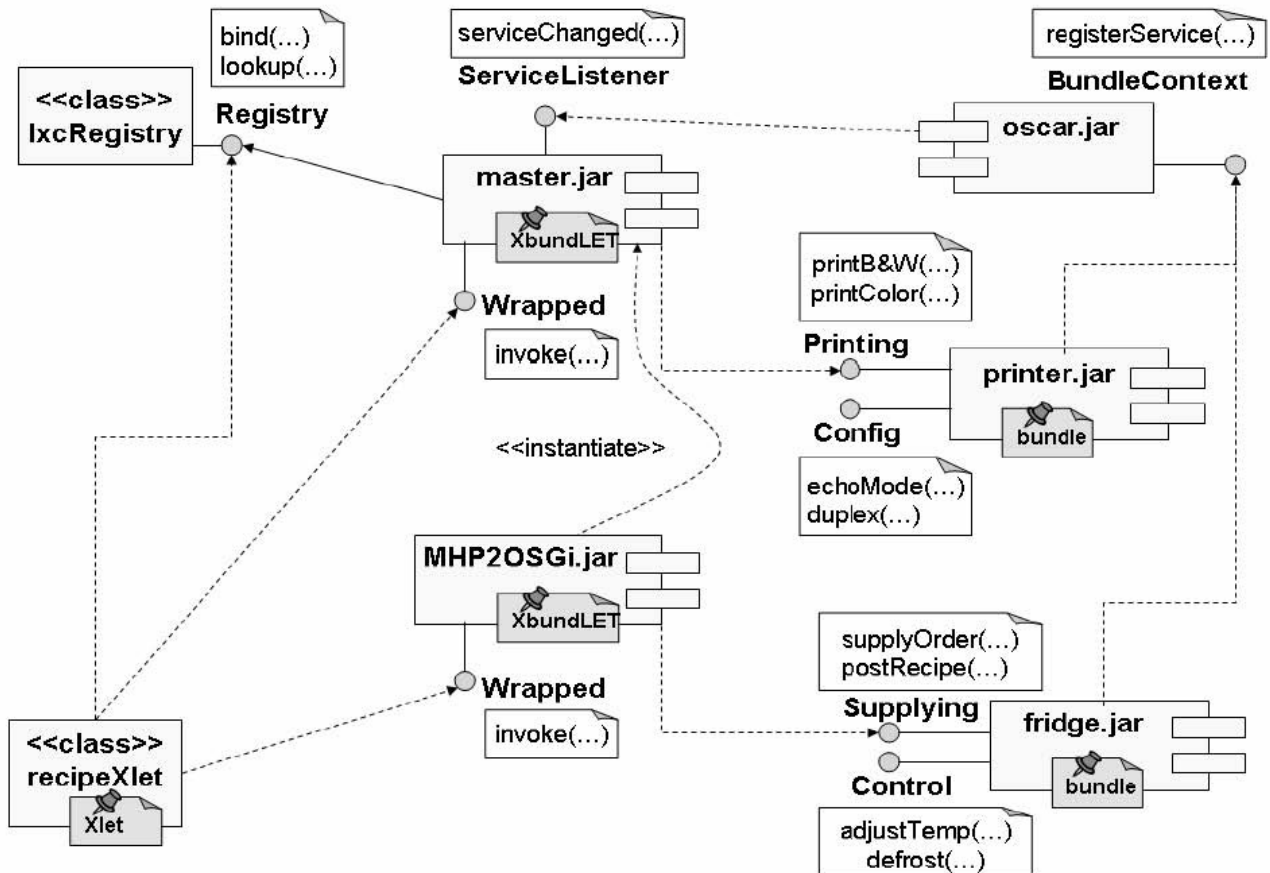 bind(...)
lookup(...)
serviceChanged(...)
registerService(...)
<<class>>
IxcRegistry
Registry
ServiceListener
BundleContext
oscar.jar
master.jar
XbundLET
printB&W(...)
printColor(...)
Wrapped
invoke(...)
Printing
printer.jar
bundle
Config
<<instantiate>>
echoMode(...)
duplex(...)
MHP2OSGi.jar
XbundLET
supplyOrder(...)
postRecipe(...)
Wrapped
invoke(...)
Supplying
fridge.jar
bundle
<<class>>
recipeXlet
Xlet
Control
adjustTemp(...)
defrost(...)